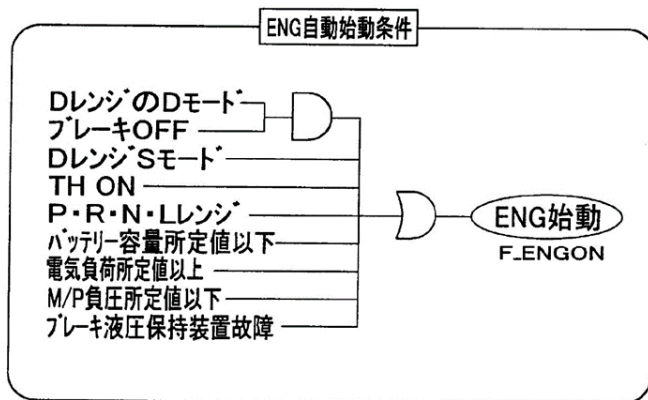 ENG自動始動条件
DレンジのDモード
ブレーキOFF
DレンジSモード
TH ON
P・R・N・Lレンジ
バッテリー容量所定値以下
電気負荷所定値以上
M/P負圧所定値以下
ブレーキ液圧保持装置故障
ENG始動
F_ENGON